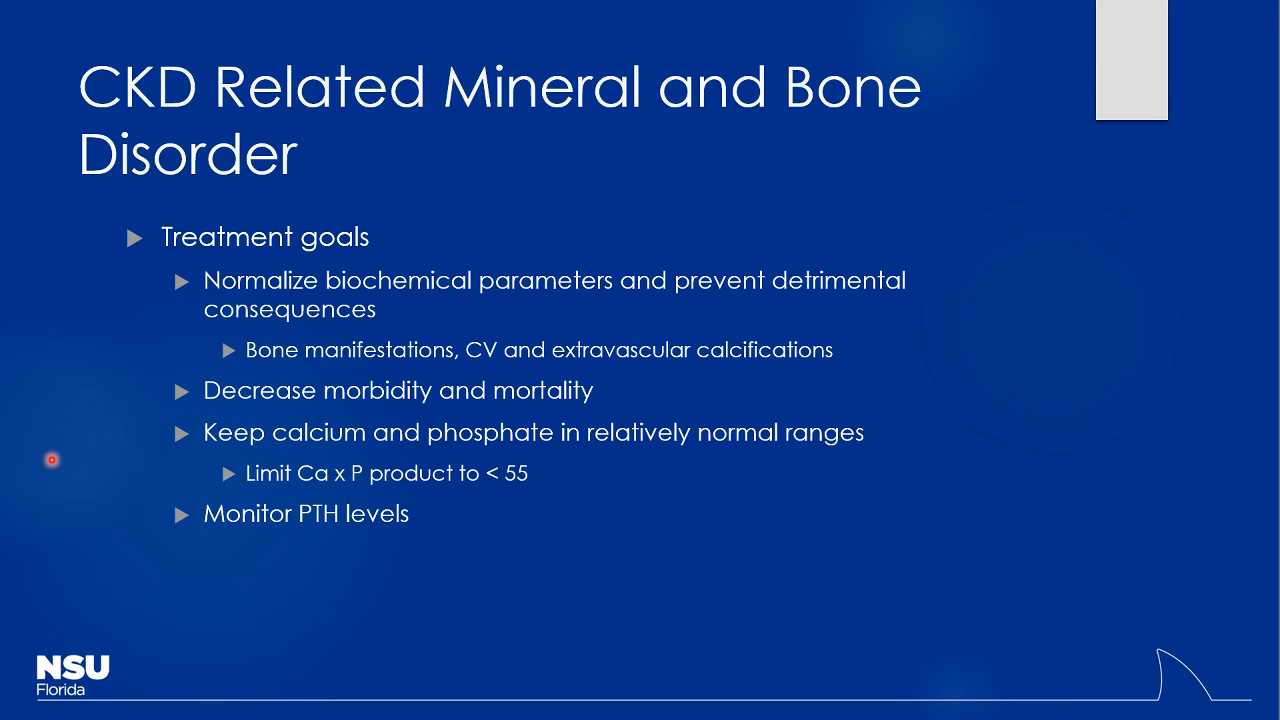 CKD Related Mineral and Bone
Disorder
Treatment goals
Normalize biochemical parameters and prevent detrimental
consequences
Bone manifestations, CV and extravascular calcifications
Decrease morbidity and mortality
Keep calcium and phosphate in relatively normal ranges
Limit Ca x P product to < 55
Monitor PTH levels
NSU
Florida